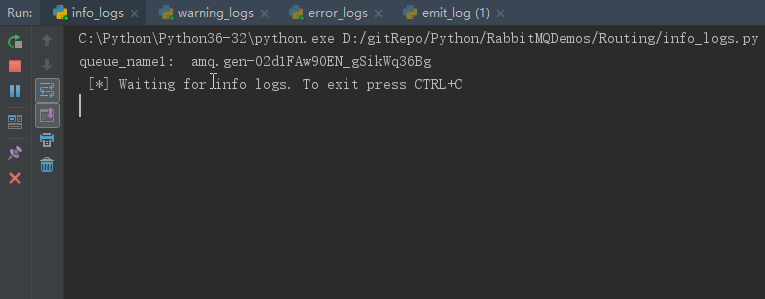 Run: info_logs warning_logs error_logs emit_log (1)
C:\Python\Python36-32\python.exe D:/gitRepo/Python/RabbitMQDemos/Routing/info_logs.py
queue_name1:  amq.gen-02d1FAw90EN_gSikWq36Bg
[*] Waiting for info logs. To exit press CTRL+C